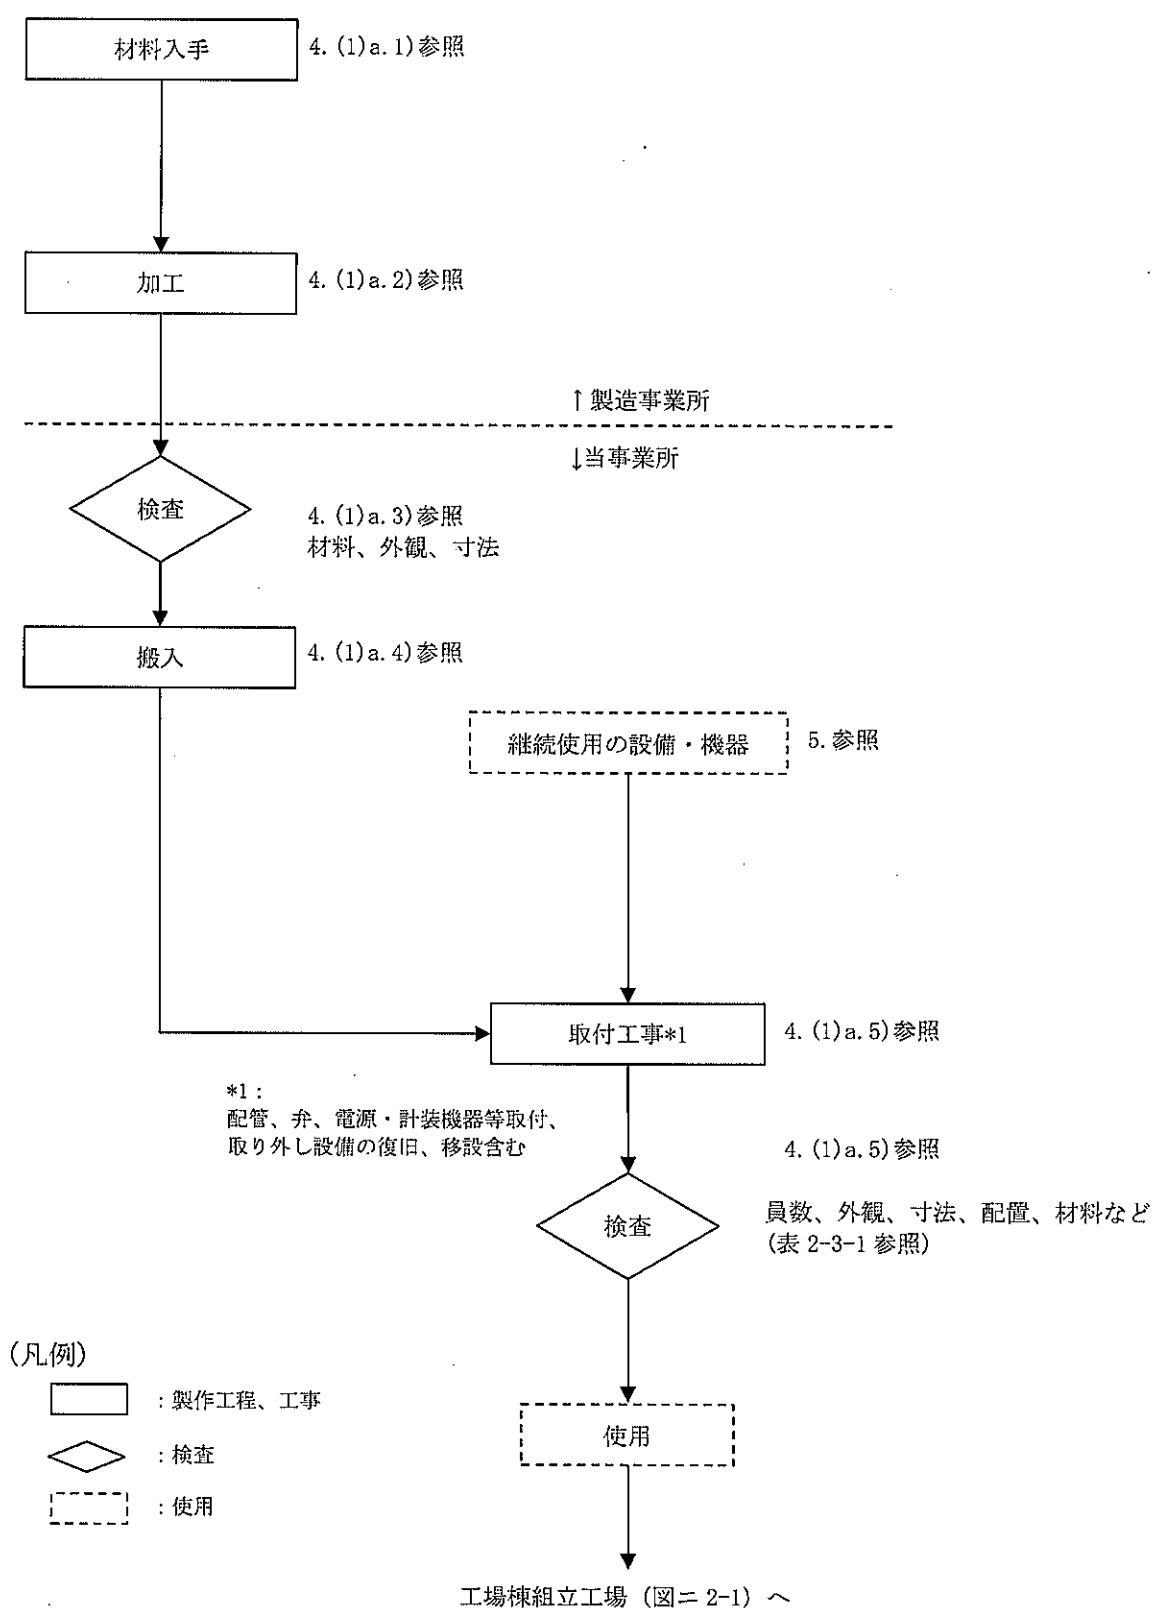 材料入手
4.(1)a.1)参照
加工
4.(1)a.2)参照
↑製造事業所
↓当事業所
検査
4.(1)a.3)参照
材料、外観、寸法
搬入
4.(1)a.4)参照
継続使用の設備・機器
5.参照
取付工事*1
4.(1)a.5)参照
*1:
配管、弁、電源・計装機器等取付、
取り外し設備の復旧、移設含む
4.(1)a.5)参照
検査
員数、外観、寸法、配置、材料など
(表 2-3-1 参照)
(凡例)
:製作工程、工事
:検査
:使用
使用
工場棟組立工場 (図ニ 2-1) へ